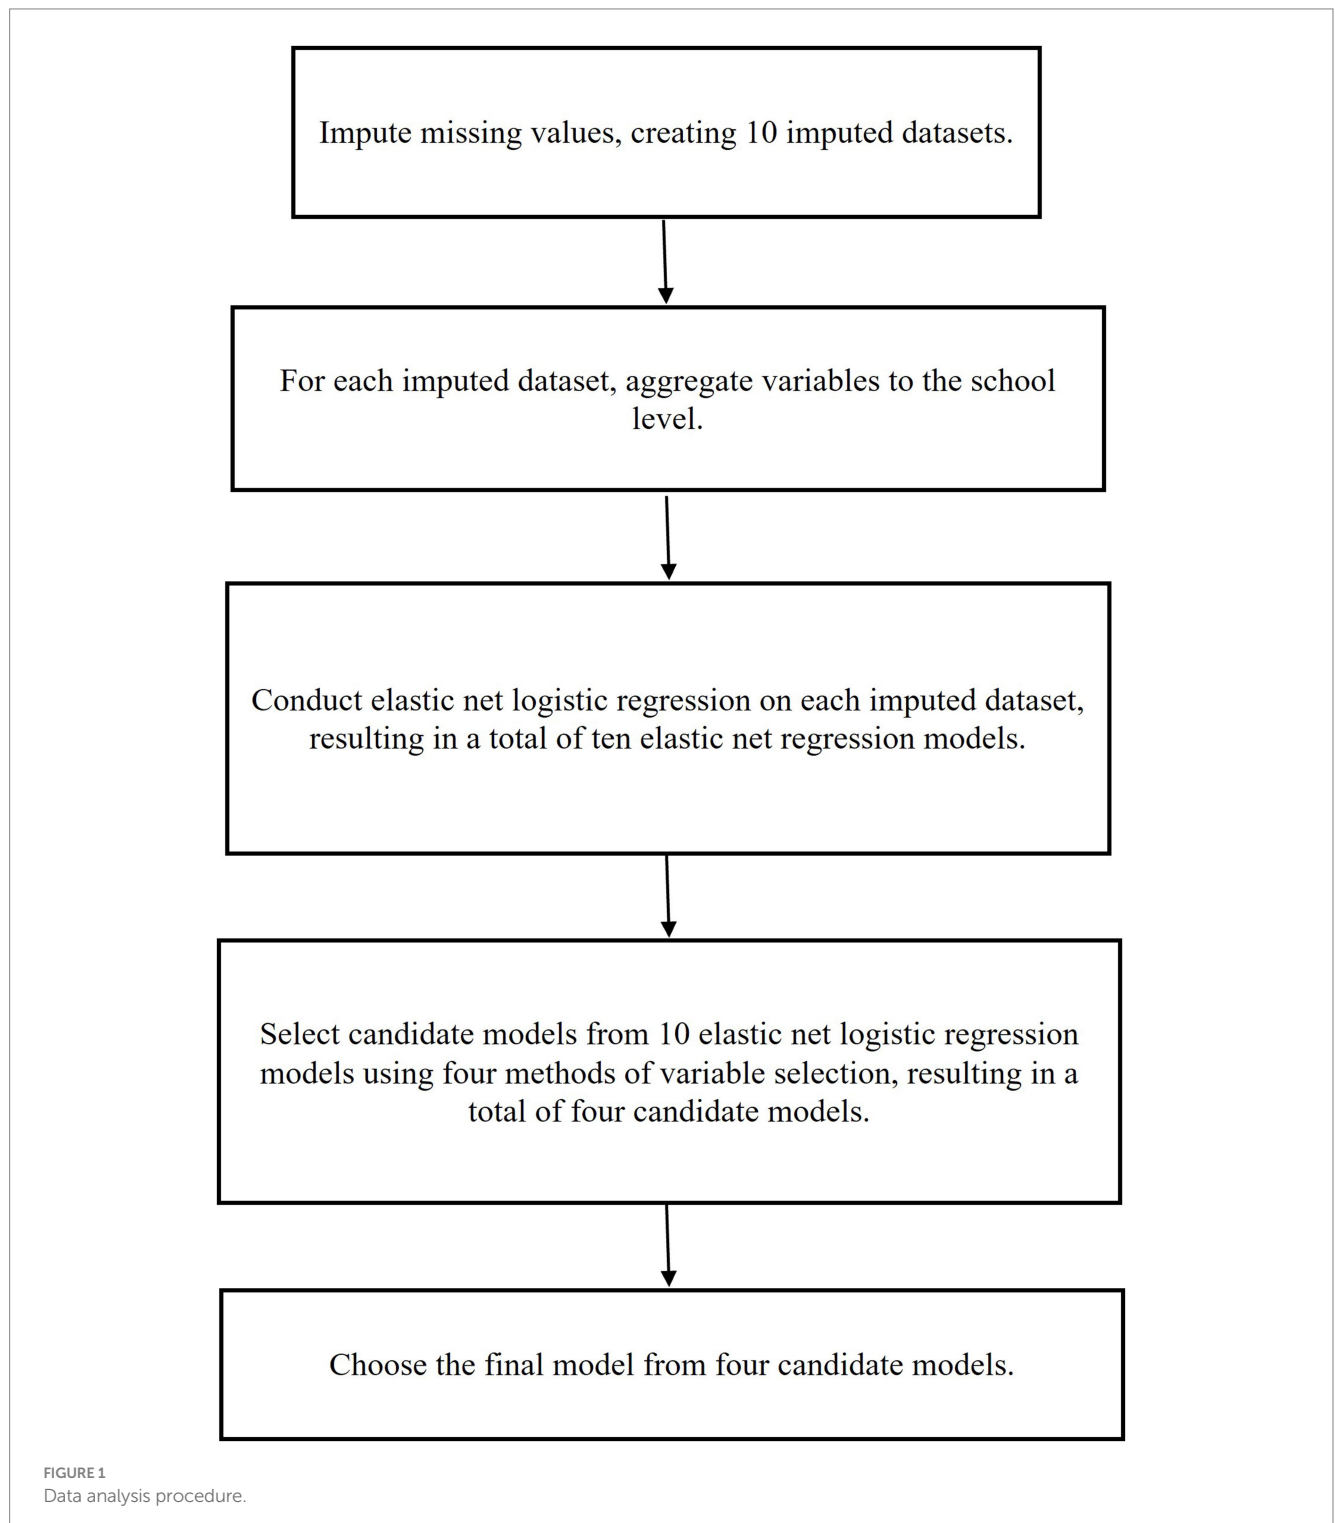 Impute missing values, creating 10 imputed datasets.
For each imputed dataset, aggregate variables to the school
level.
Conduct elastic net logistic regression on each imputed dataset,
resulting in a total of ten elastic net regression models.
Select candidate models from 10 elastic net logistic regression
models using four methods of variable selection, resulting in a
total of four candidate models.
Choose the final model from four candidate models.
FIGURE 1
Data analysis procedure.